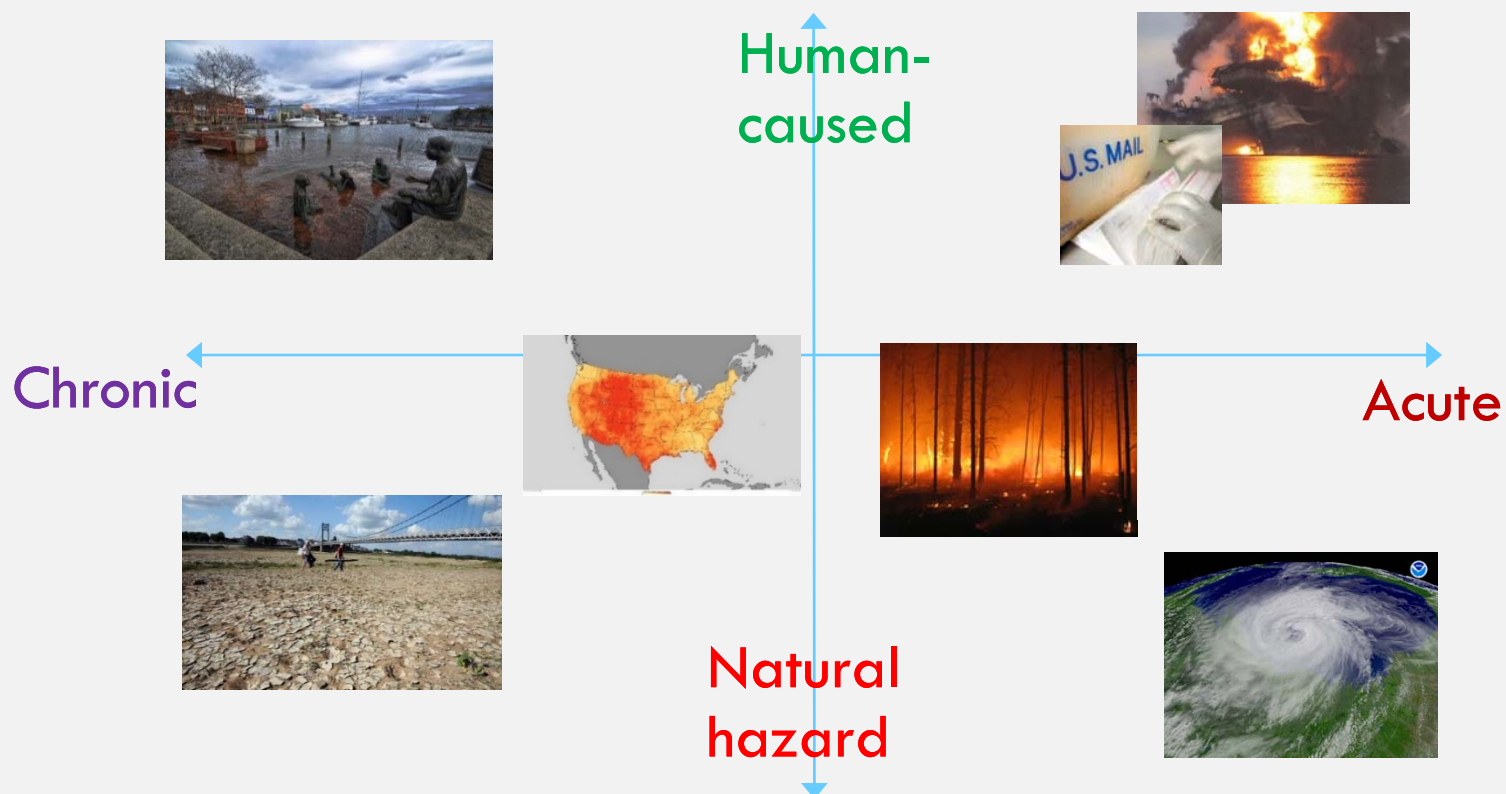 Human-
caused
U.S. MAIL
Chronic
Acute
Natural
hazard